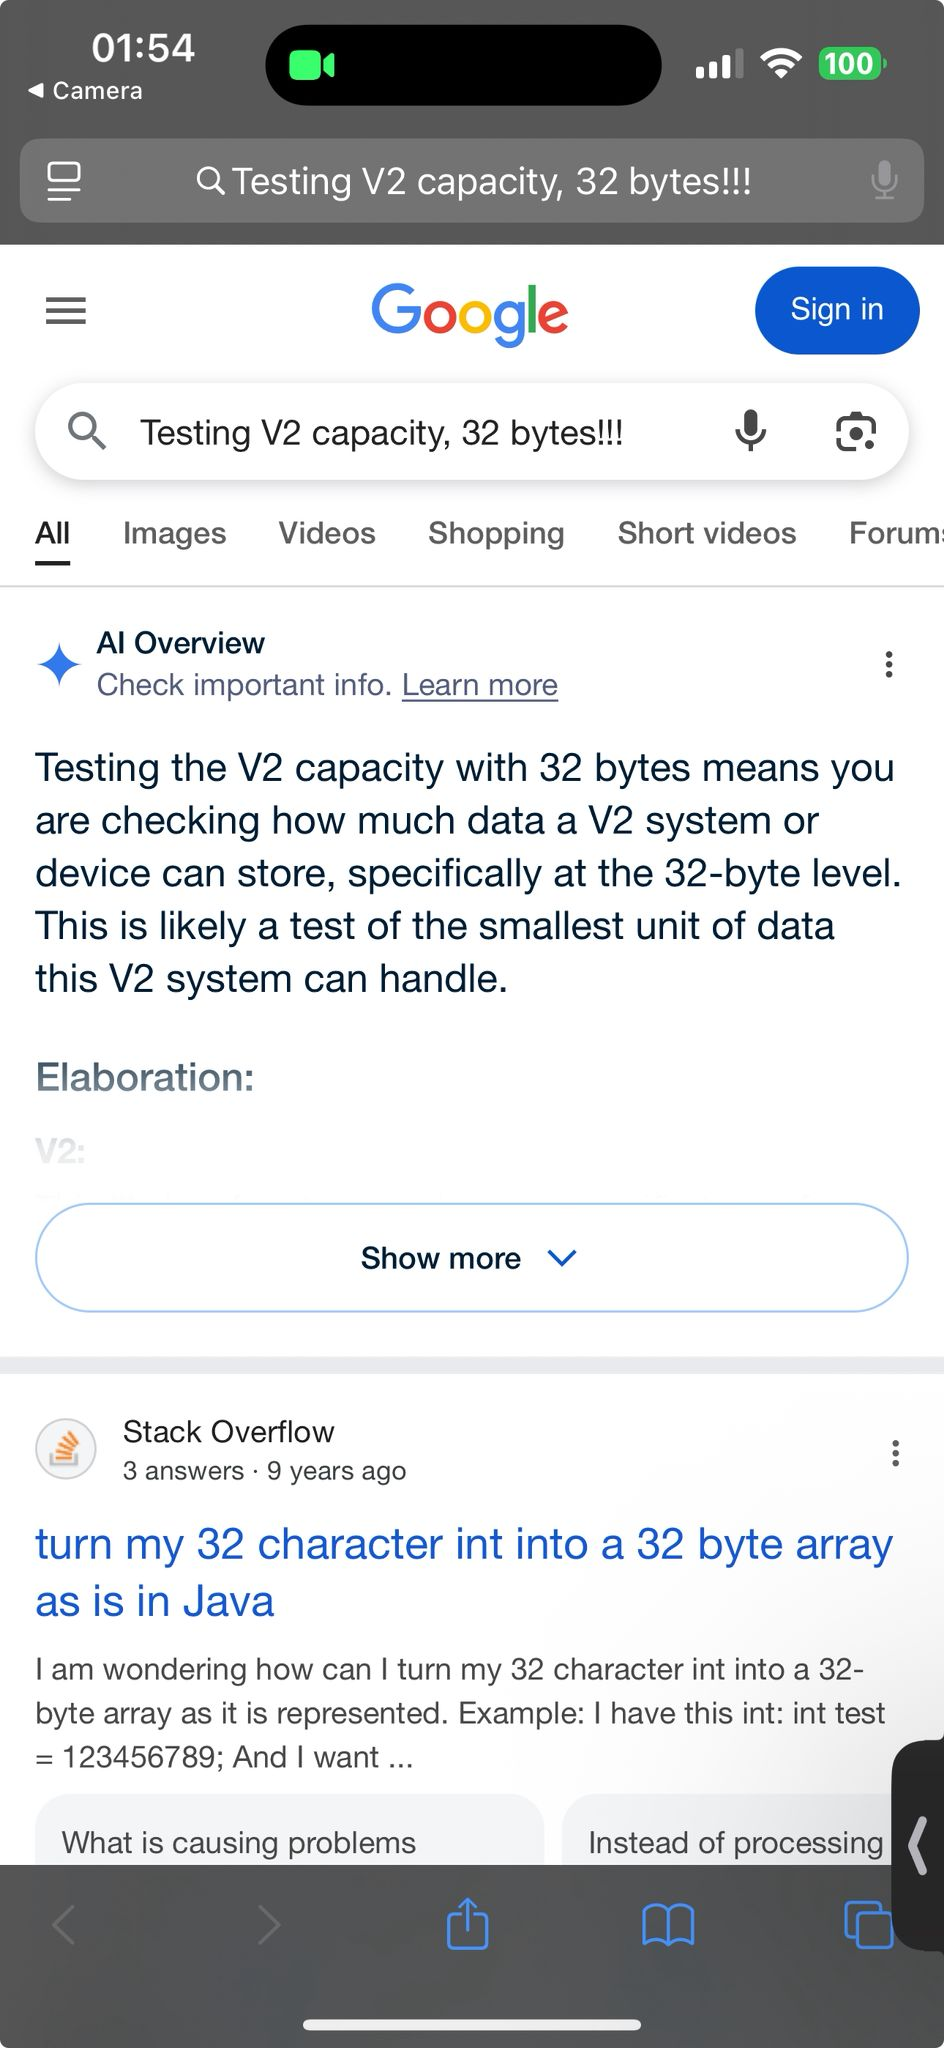 01:54
100
◀ Camera
Testing V2 capacity, 32 bytes!!!
Google
Sign in
Testing V2 capacity, 32 bytes!!!
All Images Videos Shopping Short videos Forums
AI Overview
Check important info. Learn more
Testing the V2 capacity with 32 bytes means you
are checking how much data a V2 system or
device can store, specifically at the 32-byte level.
This is likely a test of the smallest unit of data
this V2 system can handle.
Elaboration:
V2:
Show more
Stack Overflow
3 answers · 9 years ago
turn my 32 character int into a 32 byte array
as is in Java
I am wondering how can I turn my 32 character int into a 32-
byte array as it is represented. Example: I have this int: int test
= 123456789; And I want ...
What is causing problems
Instead of processing